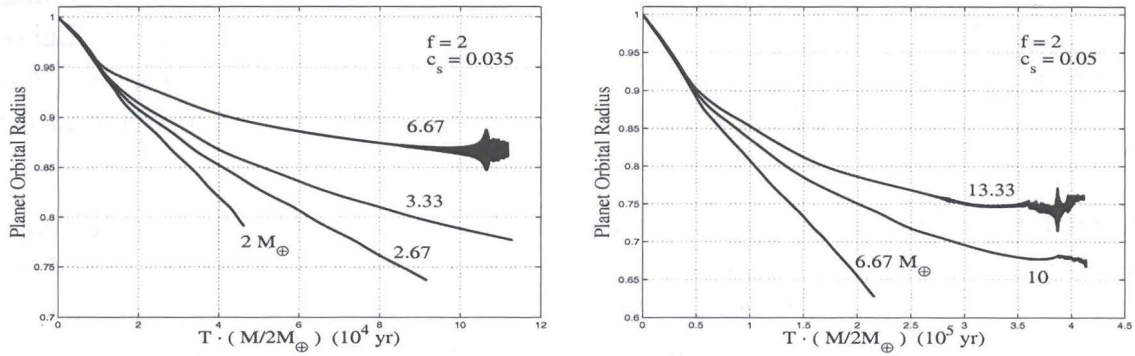 1
0.95
0.9
0.85
0.8
0.75
0.7
Planet Orbital Radius
f = 2
c_s = 0.035
6.67
3.33
2.67
2 M⊕
0 2 4 6 8 10 12
T · ( M/2M⊕ ) (10^4 yr)
1
0.95
0.9
0.85
0.8
0.75
0.7
0.65
0.6
Planet Orbital Radius
f = 2
c_s = 0.05
13.33
10
6.67 M⊕
0 0.5 1 1.5 2 2.5 3 3.5 4 4.5
T · ( M/2M⊕ ) (10^5 yr)